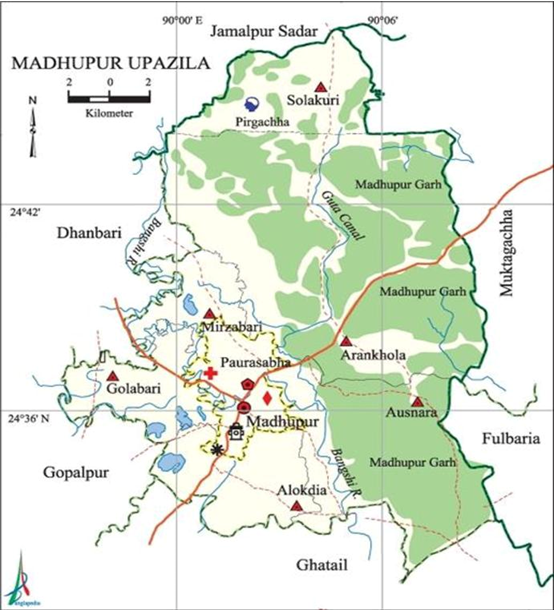 90°00′ E
90°06′
Jamalpur Sadar
MADHUPUR UPAZILA
2 0 2
Kilometer
N
Solakuri
Pirgachha
Madhupur Garh
24°42′
Guta Canal
Dhanbari
Bangshi R.
Muktagachha
Madhupur Garh
Mirzabari
Arankhola
Paurasabha
Golabari
Ausnara
24°36′ N
Madhupur
Fulbaria
Gopalpur
Bangshi R.
Madhupur Garh
Alokdia
Ghatail